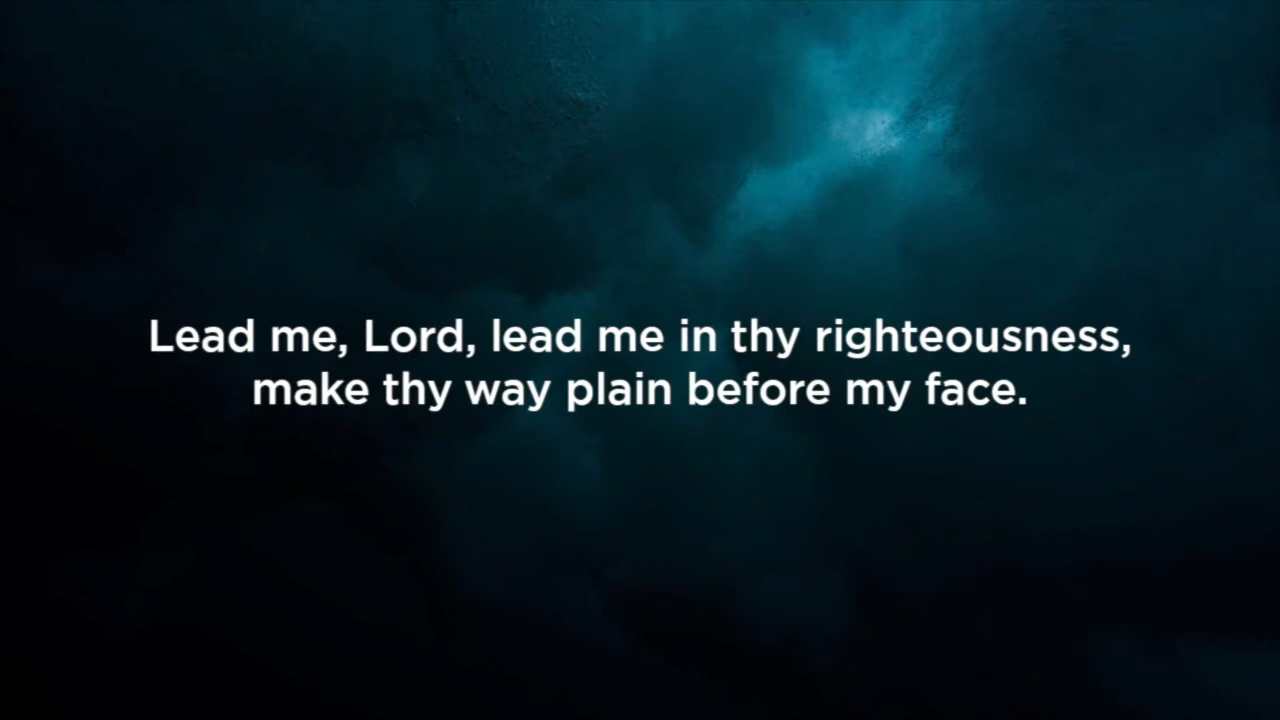 Lead me, Lord, lead me in thy righteousness,
make thy way plain before my face.